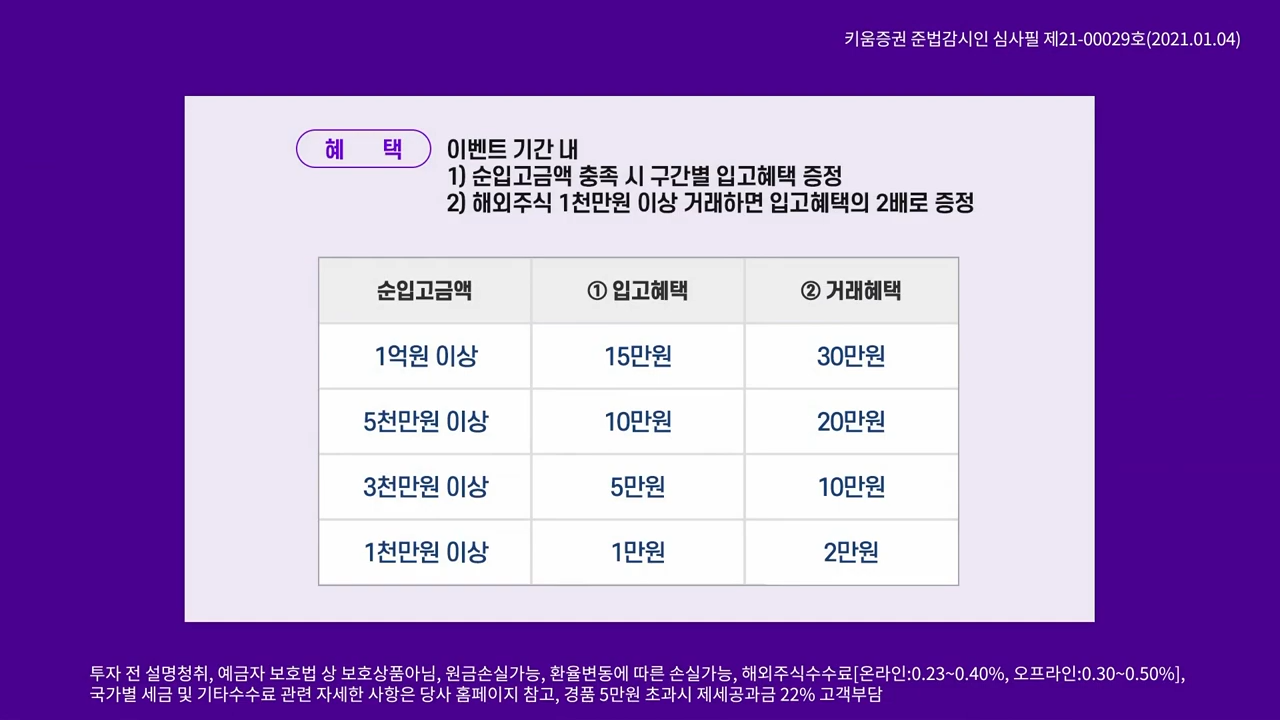 키움증권 준법감시인 심사필 제21-00029호(2021.01.04)
혜 택
이벤트 기간 내
1) 순입고금액 충족 시 구간별 입고혜택 증정
2) 해외주식 1천만원 이상 거래하면 입고혜택의 2배로 증정
순입고금액 ① 입고혜택 ② 거래혜택
1억원 이상 15만원 30만원
5천만원 이상 10만원 20만원
3천만원 이상 5만원 10만원
1천만원 이상 1만원 2만원
투자 전 설명청취, 예금자 보호법 상 보호상품아님, 원금손실가능, 환율변동에 따른 손실가능, 해외주식수수료[온라인:0.23~0.40%, 오프라인:0.30~0.50%],
국가별 세금 및 기타수수료 관련 자세한 사항은 당사 홈페이지 참고, 경품 5만원 초과시 제세공과금 22% 고객부담